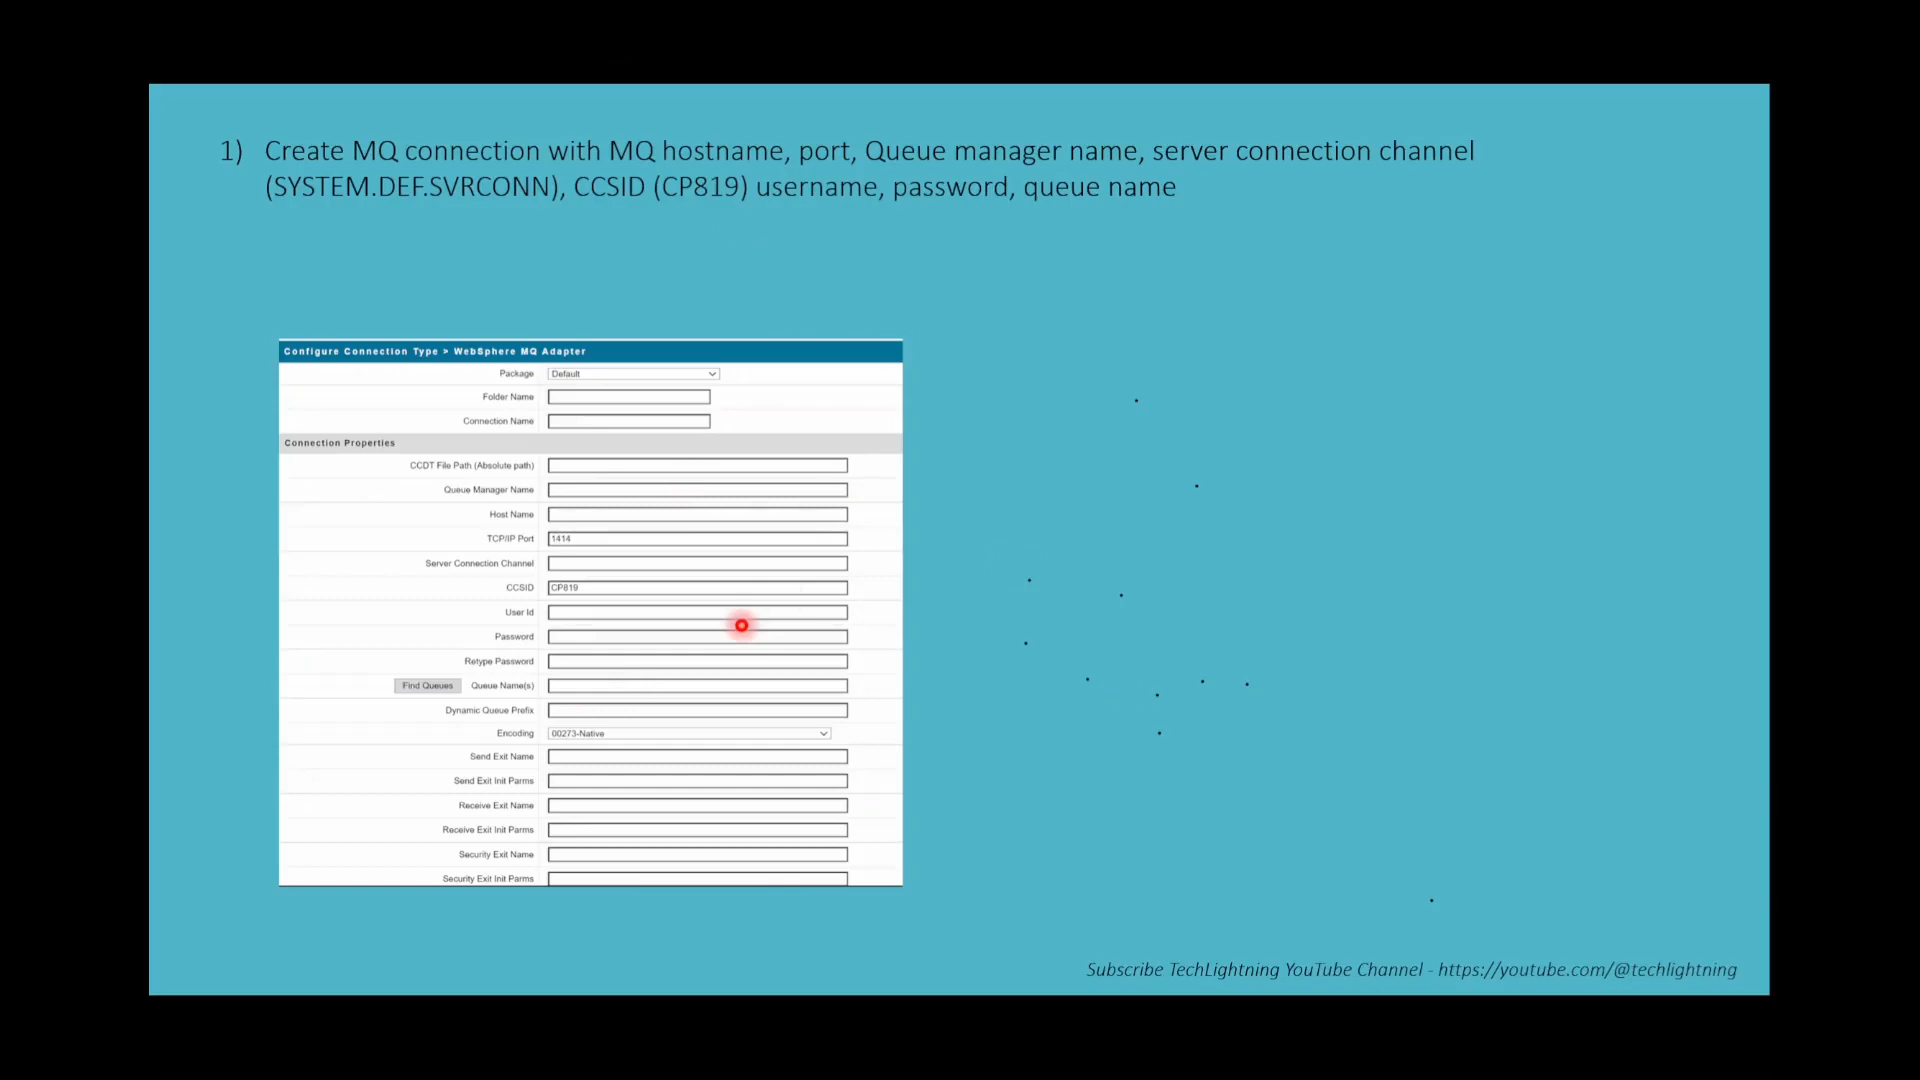 1) Create MQ connection with MQ hostname, port, Queue manager name, server connection channel
(SYSTEM.DEF.SVRCONN), CCSID (CP819) username, password, queue name
Configure Connection Type > WebSphere MQ Adapter
Package Default
Folder Name
Connection Name
Connection Properties
CCDT File Path (Absolute path)
Queue Manager Name
Host Name
TCP/IP Port 1414
Server Connection Channel
CCSID CP819
User Id
Password
Retype Password
Find Queues Queue Name(s)
Dynamic Queue Prefix
Encoding 00273-Native
Send Exit Name
Send Exit Init Parms
Receive Exit Name
Receive Exit Init Parms
Security Exit Name
Security Exit Init Parms
Subscribe TechLightning YouTube Channel - https://youtube.com/@techlightning